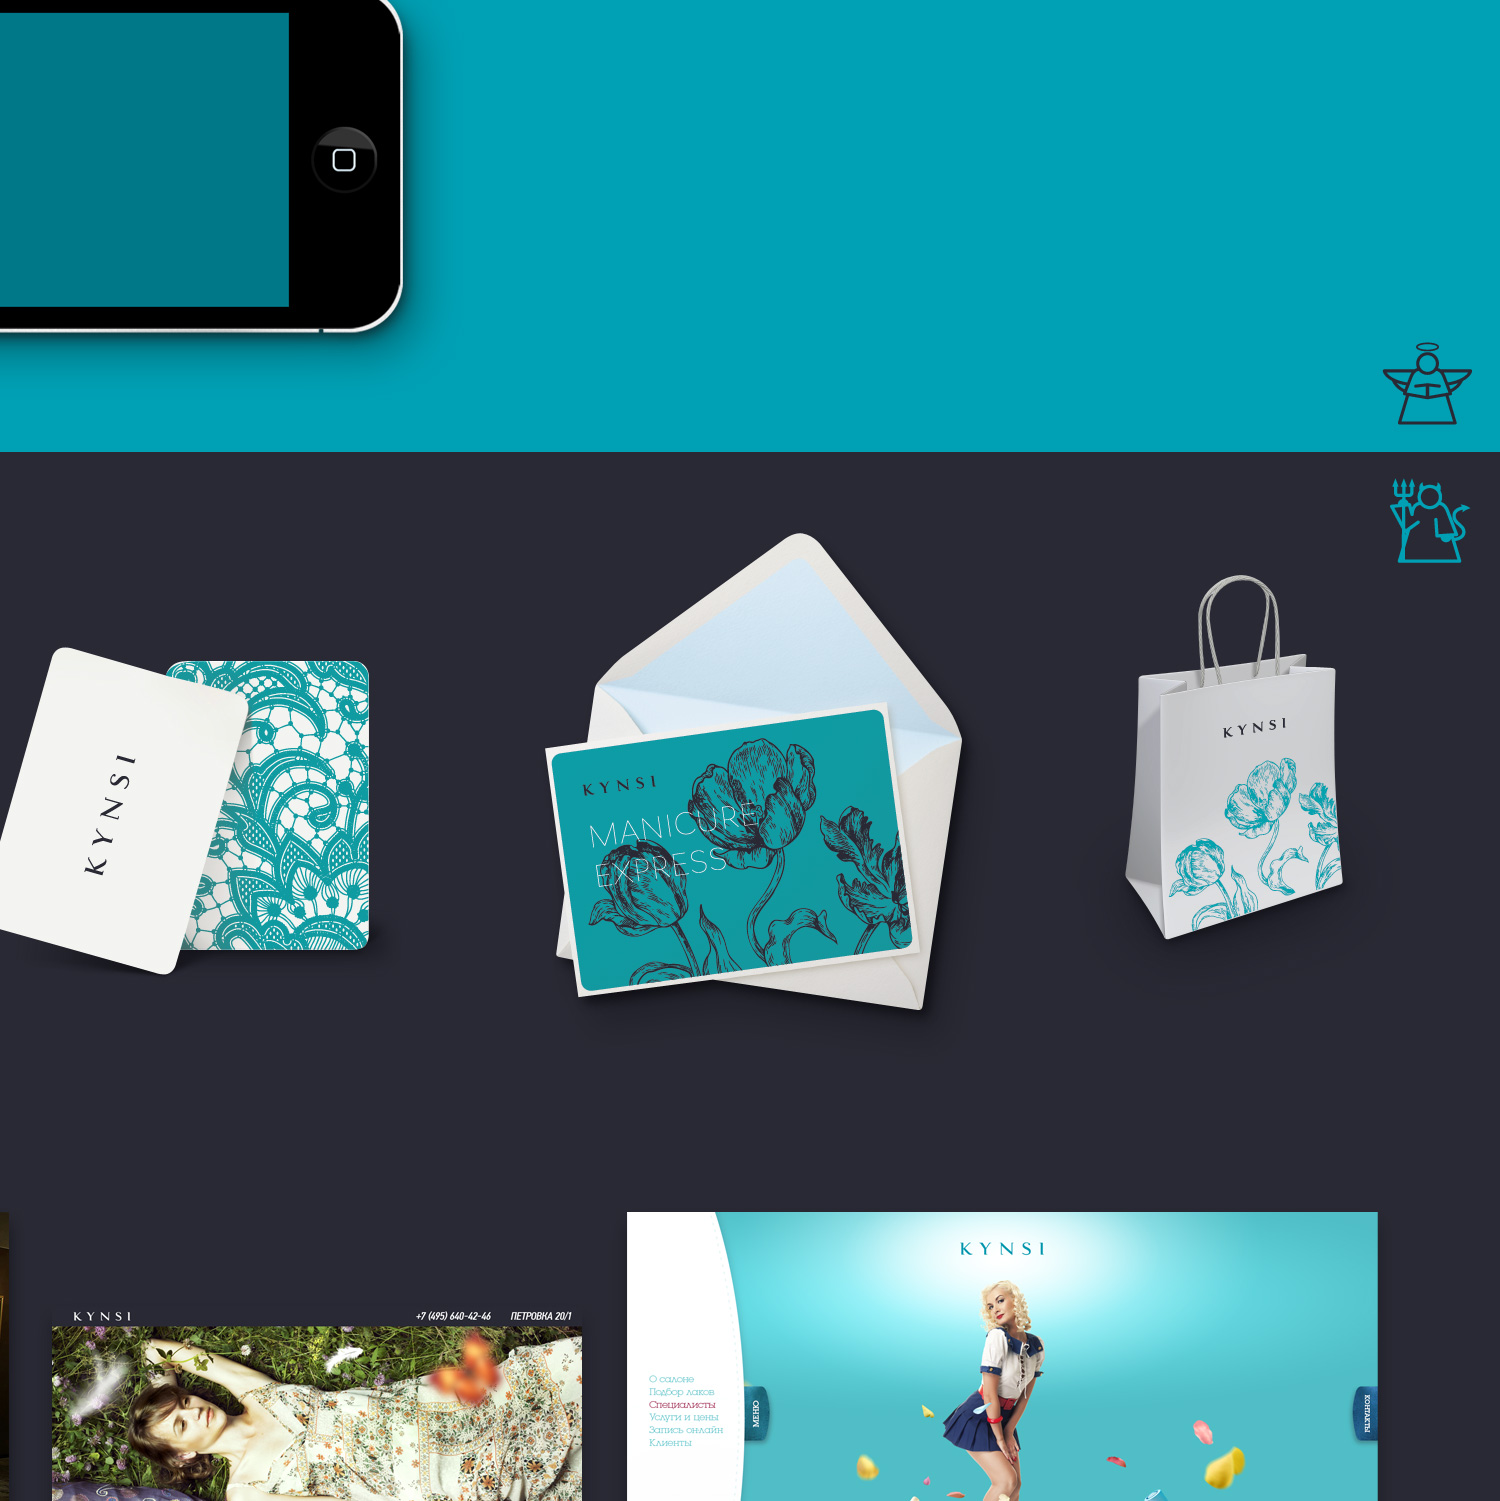 KYNSI
KYNSI
MANICURE
EXPRESS
KYNSI
KYNSI
+7 (495) 640-42-46
ПЕТРОВКА 20/1
KYNSI
О салоне
Подбор лаков
Специалисты
Услуги и цены
Запись онлайн
Клиенты
МЕНЮ
КОНТАКТЫ